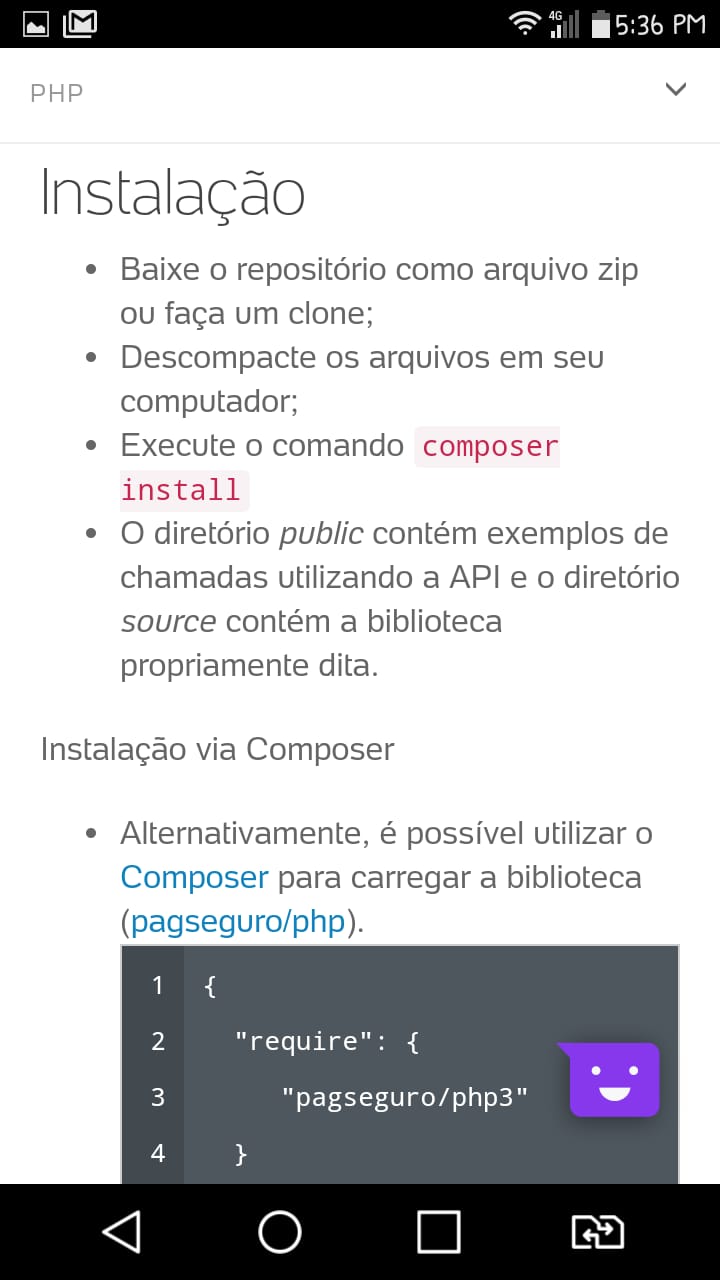 4G 5:36 PM
PHP
Instalação
• Baixe o repositório como arquivo zip
ou faça um clone;
• Descompacte os arquivos em seu
computador;
• Execute o comando composer
install
• O diretório public contém exemplos de
chamadas utilizando a API e o diretório
source contém a biblioteca
propriamente dita.
Instalação via Composer
• Alternativamente, é possível utilizar o
Composer para carregar a biblioteca
(pagseguro/php).
1 {
2 "require": {
3 "pagseguro/php3"
4 }